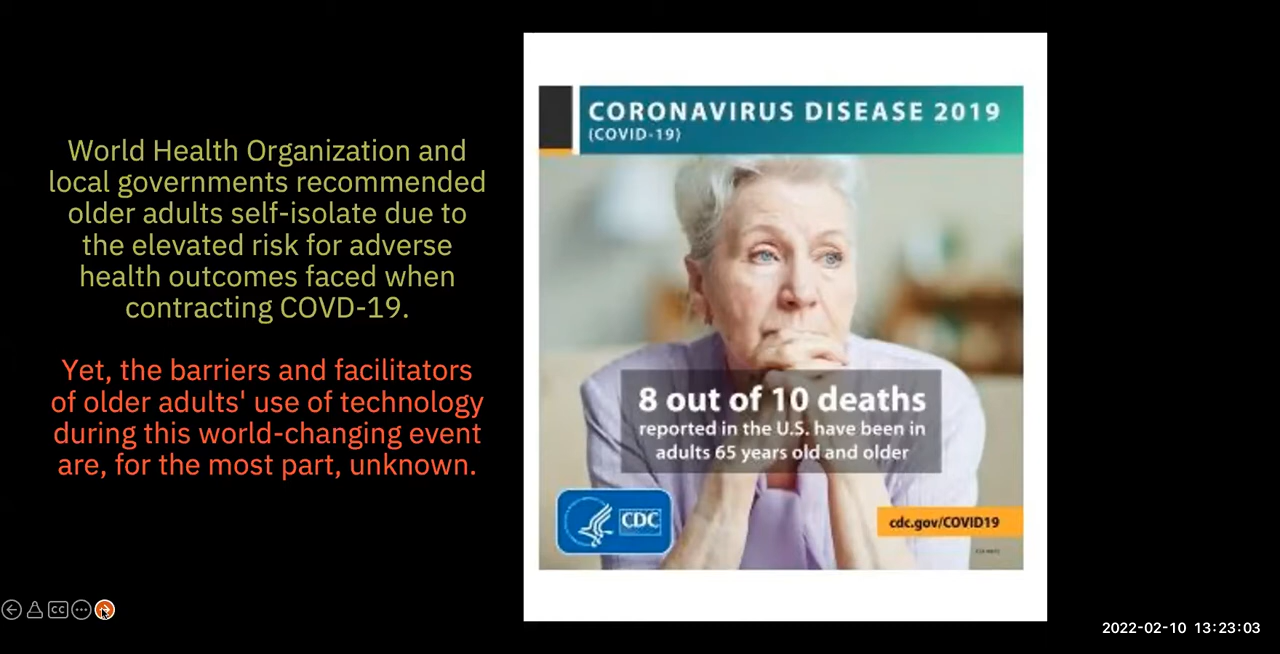 World Health Organization and
local governments recommended
older adults self-isolate due to
the elevated risk for adverse
health outcomes faced when
contracting COVD-19.
Yet, the barriers and facilitators
of older adults' use of technology
during this world-changing event
are, for the most part, unknown.
CORONAVIRUS DISEASE 2019
(COVID-19)
8 out of 10 deaths
reported in the U.S. have been in
adults 65 years old and older
CDC
cdc.gov/COVID19
CC
2022-02-10 13:23:03